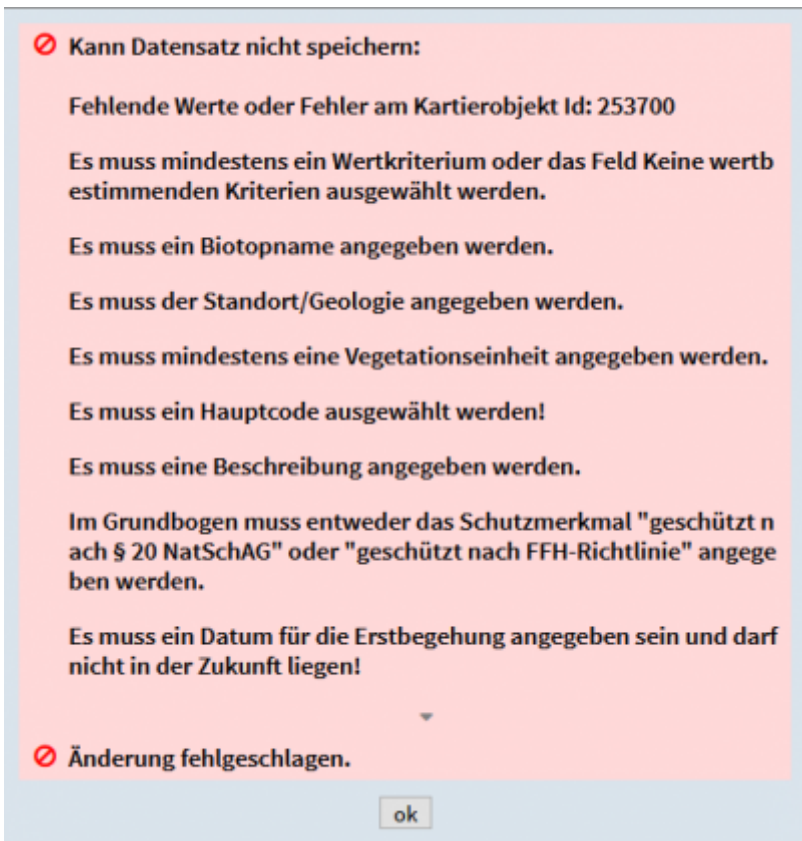 Kann Datensatz nicht speichern:
Fehlende Werte oder Fehler am Kartierobjekt Id: 253700
Es muss mindestens ein Wertkriterium oder das Feld Keine wertb
estimmenden Kriterien ausgewählt werden.
Es muss ein Biotopname angegeben werden.
Es muss der Standort/Geologie angegeben werden.
Es muss mindestens eine Vegetationseinheit angegeben werden.
Es muss ein Hauptcode ausgewählt werden!
Es muss eine Beschreibung angegeben werden.
Im Grundbogen muss entweder das Schutzmerkmal "geschützt n
ach § 20 NatSchAG" oder "geschützt nach FFH-Richtlinie" angege
ben werden.
Es muss ein Datum für die Erstbegehung angegeben sein und darf
nicht in der Zukunft liegen!
Änderung fehlgeschlagen.
ok